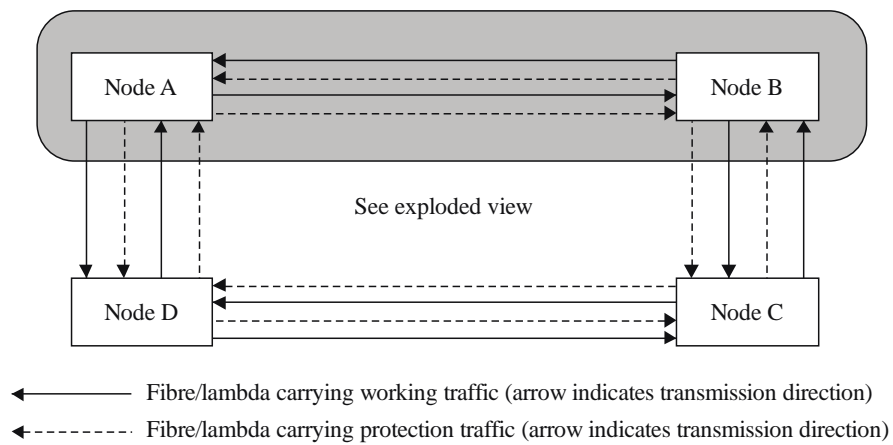 Node A
Node B
See exploded view
Node D
Node C
Fibre/lambda carrying working traffic (arrow indicates transmission direction)
Fibre/lambda carrying protection traffic (arrow indicates transmission direction)